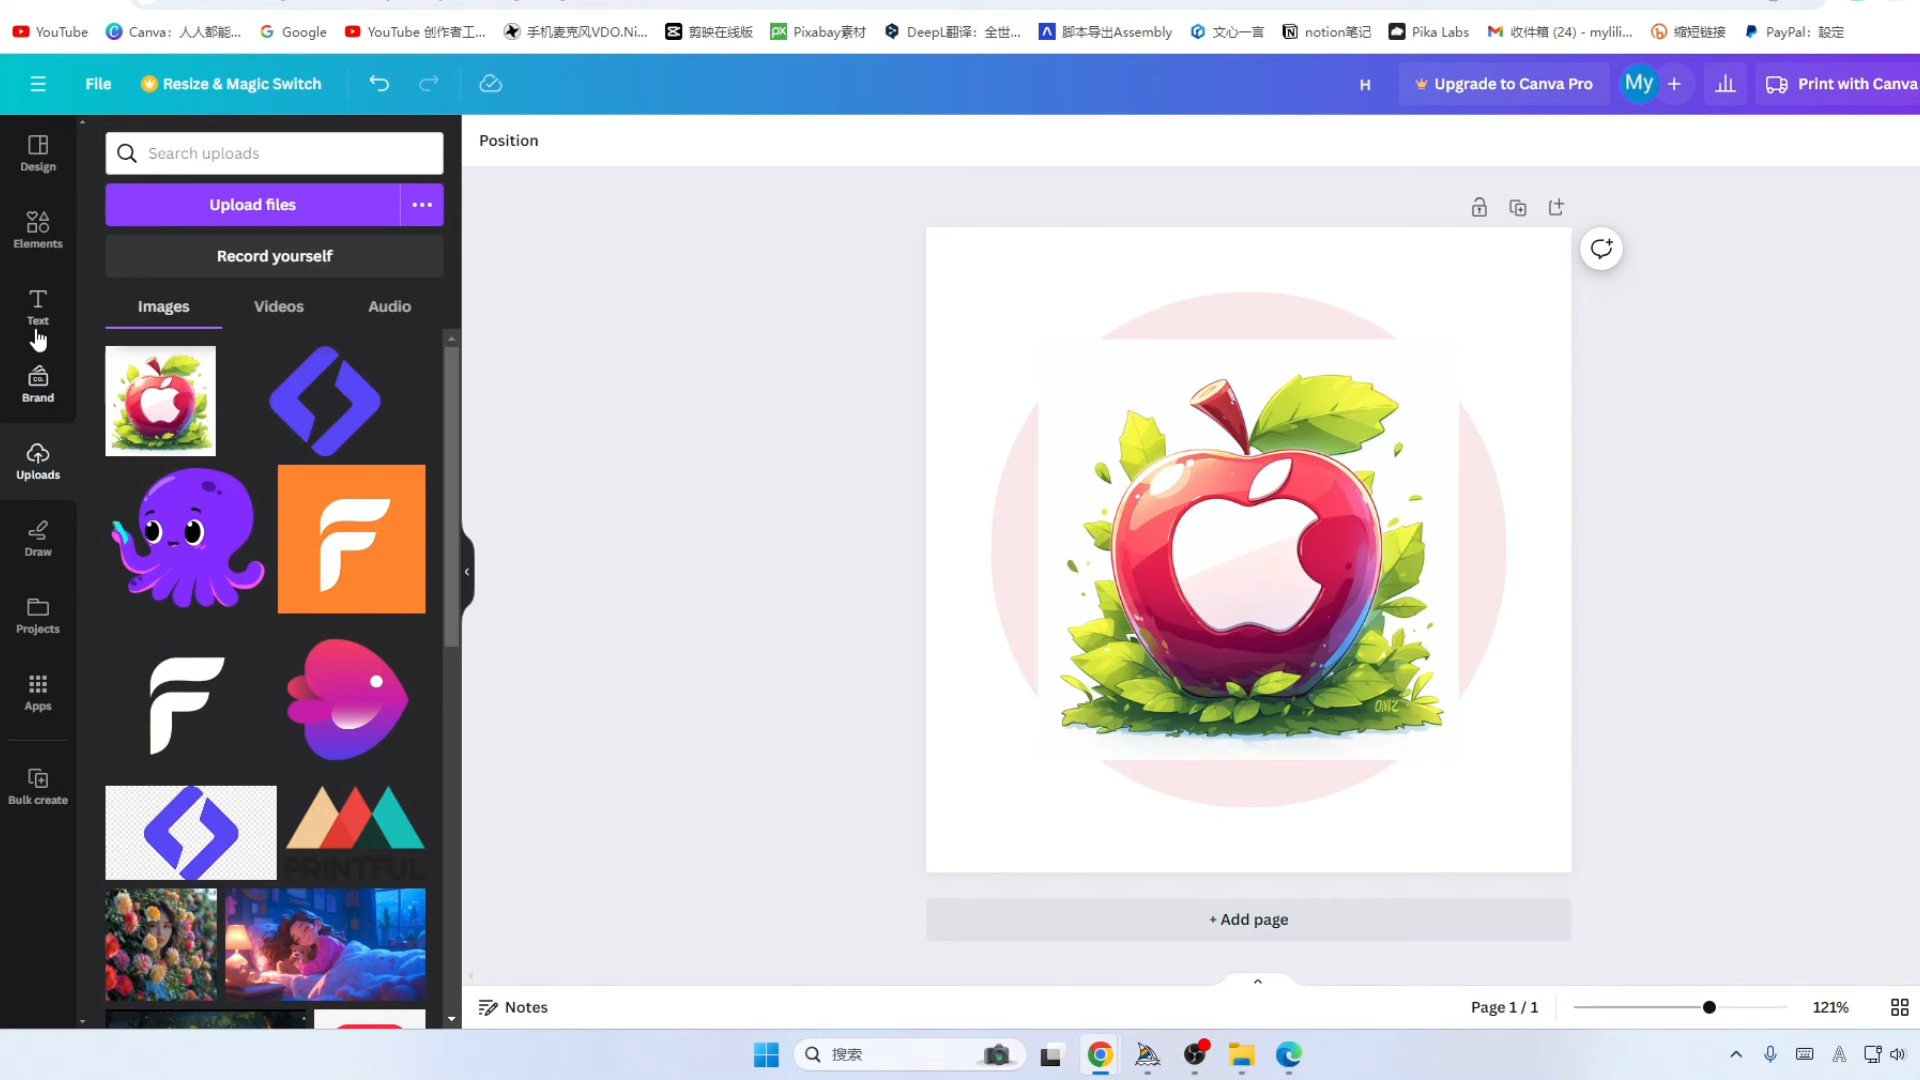 YouTube
Canva：人人都能...
Google
YouTube 创作者工...
手机麦克风VDO.Ni...
剪映在线版
Pixabay素材
DeepL翻译：全世...
脚本导出Assembly
文心一言
notion笔记
Pika Labs
收件箱 (24) - mylili...
缩短链接
PayPal：設定
File
Resize & Magic Switch
H
Upgrade to Canva Pro
My
Print with Canva
Design
Elements
Text
Brand
Uploads
Draw
Projects
Apps
Bulk create
Search uploads
Upload files
Record yourself
Images
Videos
Audio
PRINTFUL
Position
+ Add page
Notes
Page 1 / 1
121%
搜索